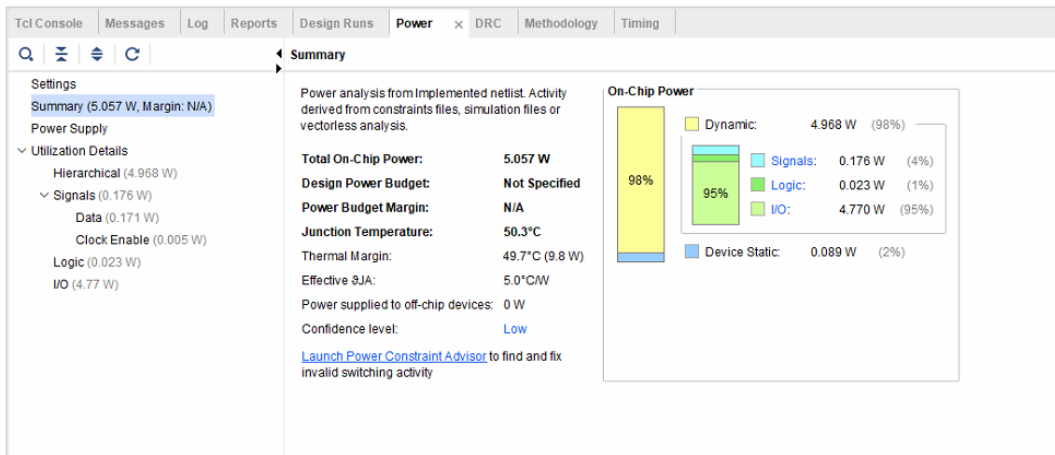 Tcl Console Messages Log Reports Design Runs Power × DRC Methodology Timing
Settings
Summary (5.057 W, Margin: N/A)
Power Supply
Utilization Details
Hierarchical (4.968 W)
Signals (0.176 W)
Data (0.171 W)
Clock Enable (0.005 W)
Logic (0.023 W)
I/O (4.77 W)
Summary
Power analysis from Implemented netlist. Activity
derived from constraints files, simulation files or
vectorless analysis.
Total On-Chip Power: 5.057 W
Design Power Budget: Not Specified
Power Budget Margin: N/A
Junction Temperature: 50.3°C
Thermal Margin: 49.7°C (9.8 W)
Effective ϑJA: 5.0°C/W
Power supplied to off-chip devices: 0 W
Confidence level: Low
Launch Power Constraint Advisor to find and fix
invalid switching activity
On-Chip Power
Dynamic: 4.968 W (98%)
Signals: 0.176 W (4%)
98%
Logic: 0.023 W (1%)
95%
I/O: 4.770 W (95%)
Device Static: 0.089 W (2%)